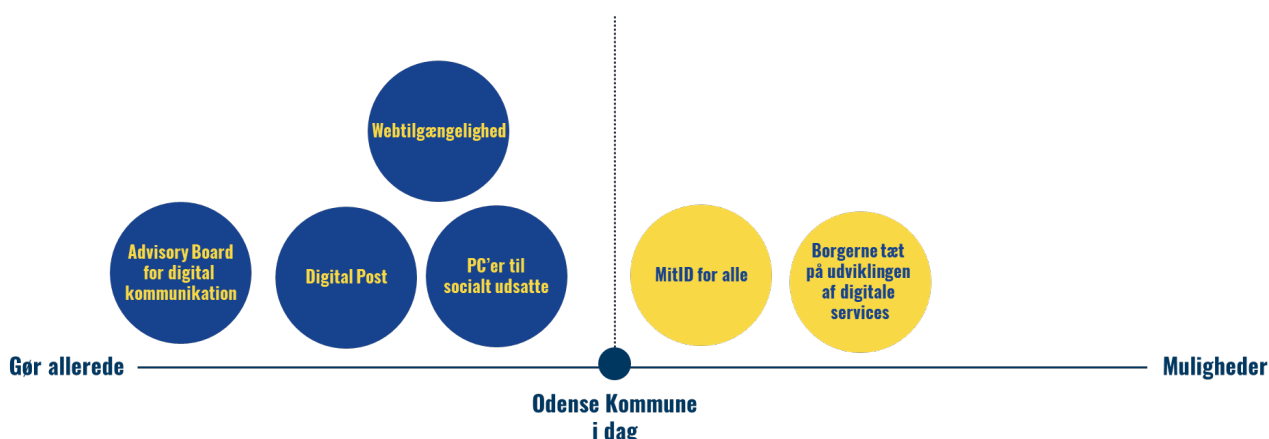 Webtilgængelighed
Advisory Board
for digital
kommunikation
Digital Post
PC'er til
socialt udsatte
MitID for alle
Borgerne tæt
på udviklingen
af digitale
services
Gør allerede
Muligheder
Odense Kommune
i dag